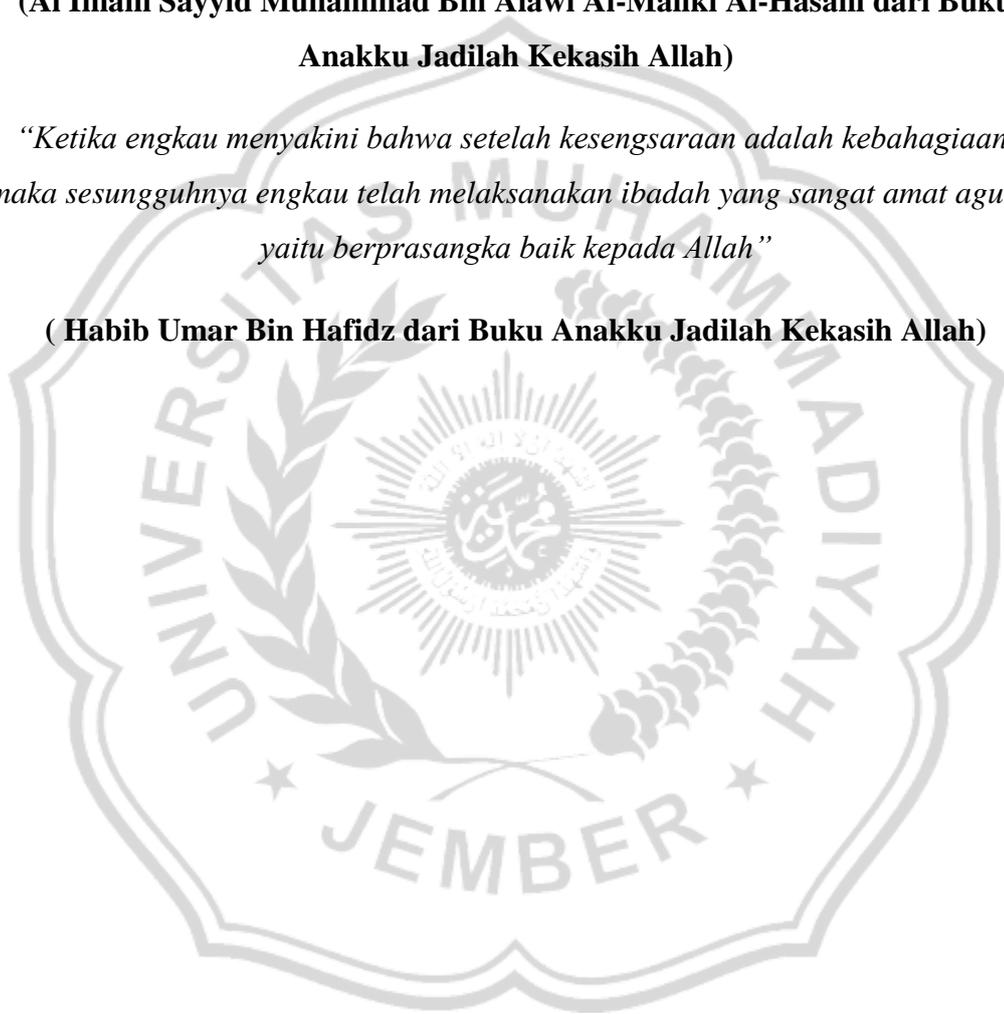 (Al Imam Sayyid Muhammad Bin Alawi Al-Maliki Al-Hasani dari Buku
Anakku Jadilah Kekasih Allah)
“Ketika engkau menyakini bahwa setelah kesengsaraan adalah kebahagiaan
maka sesungguhnya engkau telah melaksanakan ibadah yang sangat amat agu
yaitu berprasangka baik kepada Allah”
( Habib Umar Bin Hafidz dari Buku Anakku Jadilah Kekasih Allah)
UNIVERSITAS MUHAMMADIYAH
JEMBER